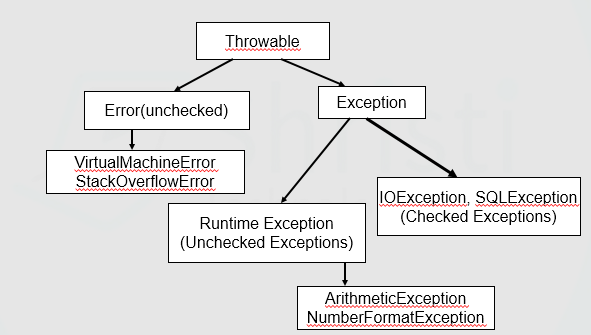 Throwable
Error(unchecked)
Exception
VirtualMachineError
StackOverflowError
IOException, SQLException
(Checked Exceptions)
Runtime Exception
(Unchecked Exceptions)
ArithmeticException
NumberFormatException